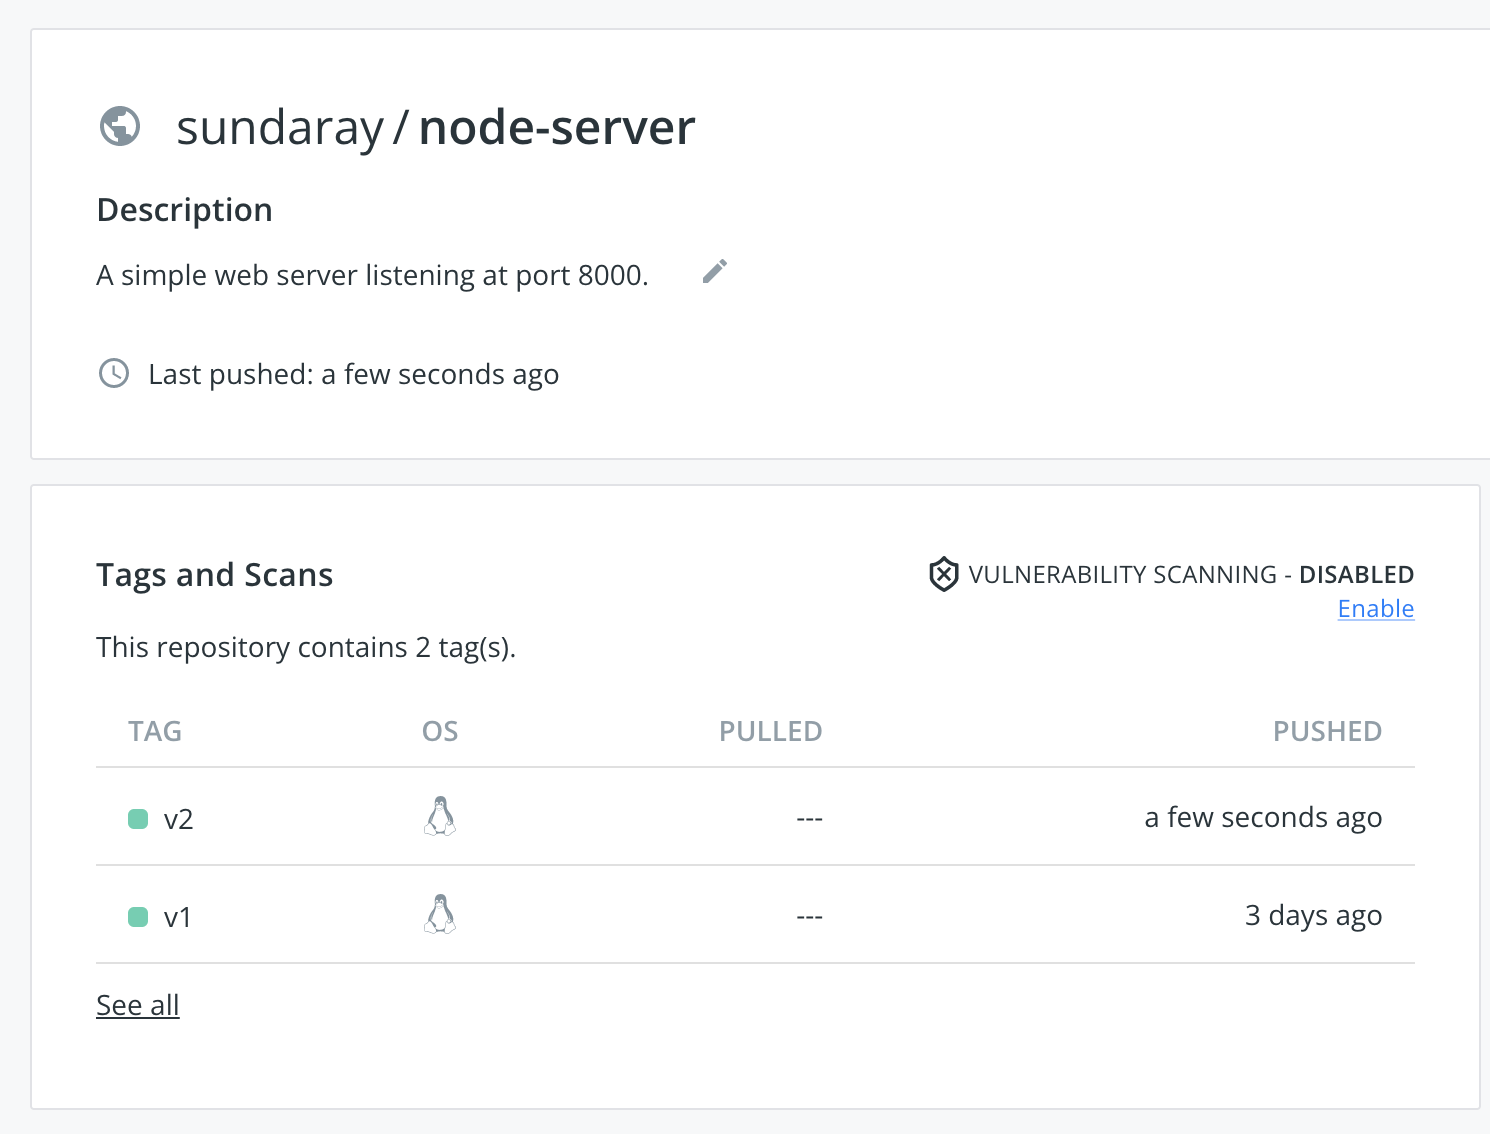 sundaray / node-server
Description
A simple web server listening at port 8000.
Last pushed: a few seconds ago
Tags and Scans
VULNERABILITY SCANNING - DISABLED
Enable
This repository contains 2 tag(s).
TAG OS PULLED PUSHED
v2 --- a few seconds ago
v1 --- 3 days ago
See all